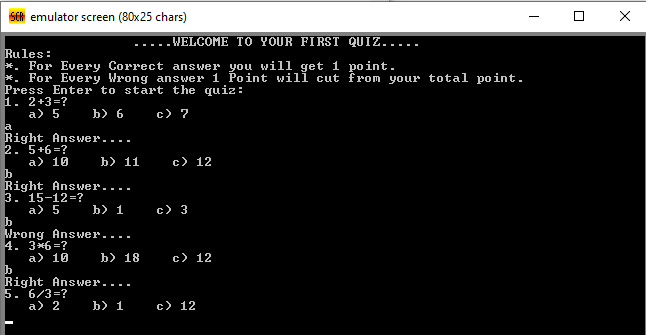 SCR emulator screen (80x25 chars)
.....WELCOME TO YOUR FIRST QUIZ.....
Rules:
*. For Every Correct answer you will get 1 point.
*. For Every Wrong answer 1 Point will cut from your total point.
Press Enter to start the quiz:
1. 2+3=?
a) 5    b) 6    c) 7
a
Right Answer....
2. 5+6=?
a) 10    b) 11    c) 12
b
Right Answer....
3. 15-12=?
a) 5    b) 1    c) 3
b
Wrong Answer....
4. 3*6=?
a) 10    b) 18    c) 12
b
Right Answer....
5. 6/3=?
a) 2    b) 1    c) 12